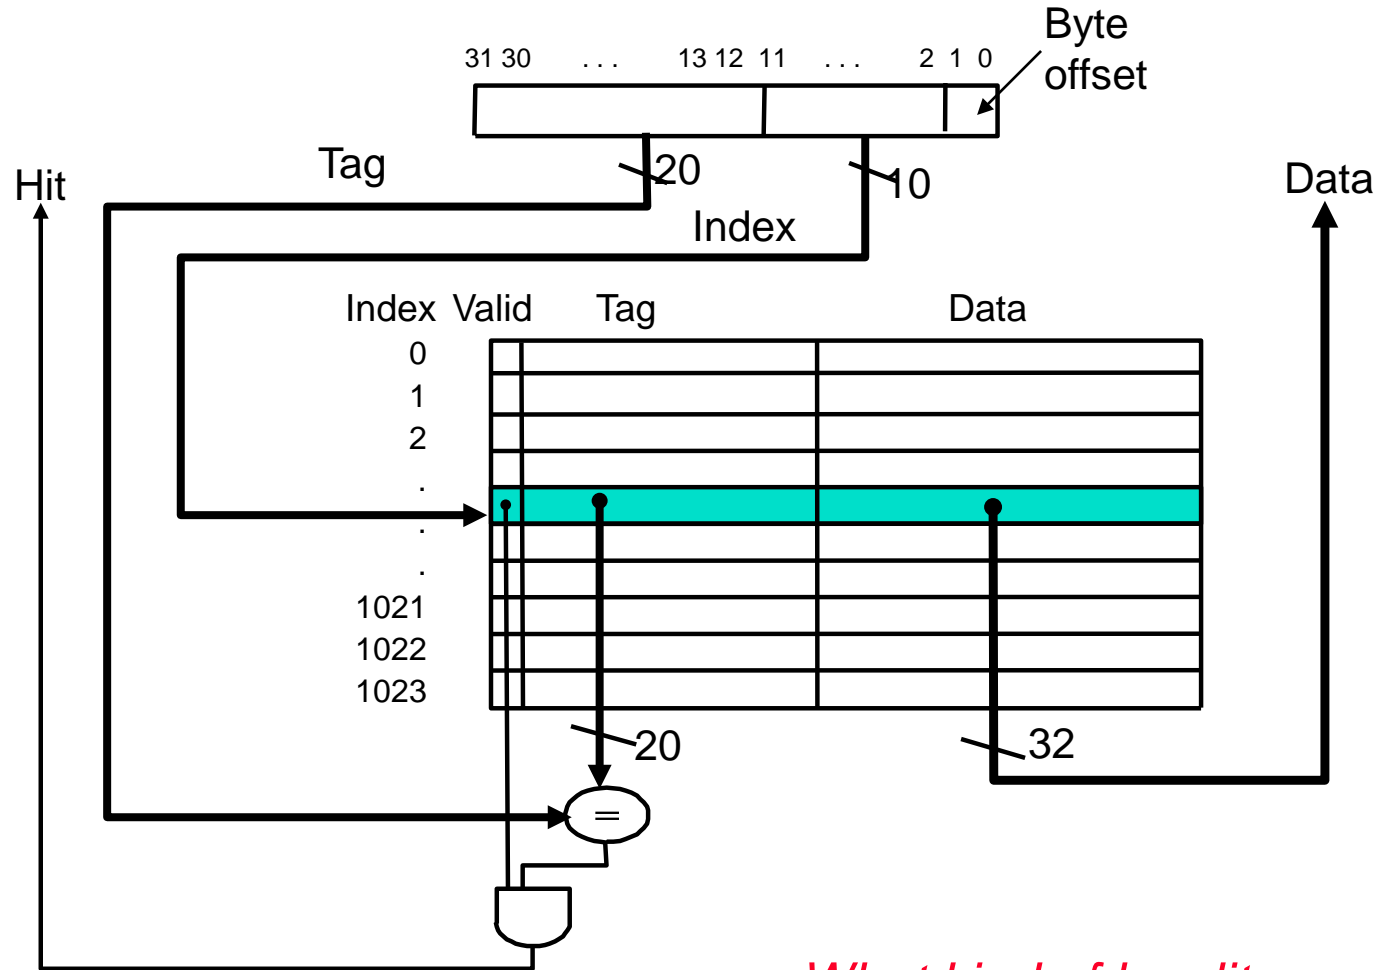 Byte
offset
31 30 . . . 13 12 11 . . . 2 1 0
Tag
20
10
Hit
Data
Index
Index Valid Tag Data
0
1
2
.
.
.
1021
1022
1023
20
32
=